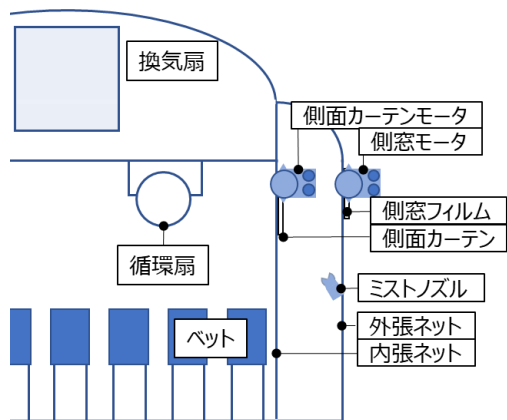 換気扇
側面カーテンモータ
側窓モータ
側窓フィルム
側面カーテン
循環扇
ミストノズル
外張ネット
ベット
内張ネット